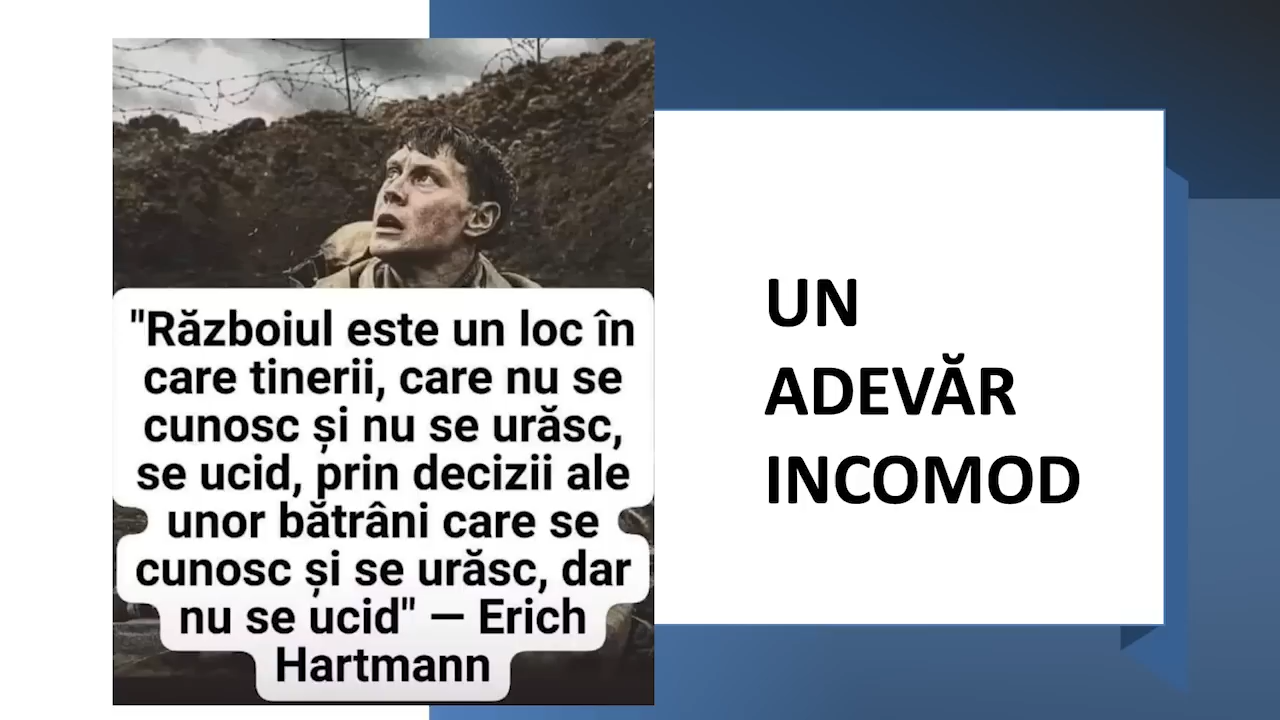 "Războiul este un loc în
care tinerii, care nu se
cunosc și nu se urăsc,
se ucid, prin decizii ale
unor bătrâni care se
cunosc și se urăsc, dar
nu se ucid" — Erich
Hartmann
UN
ADEVĂR
INCOMOD